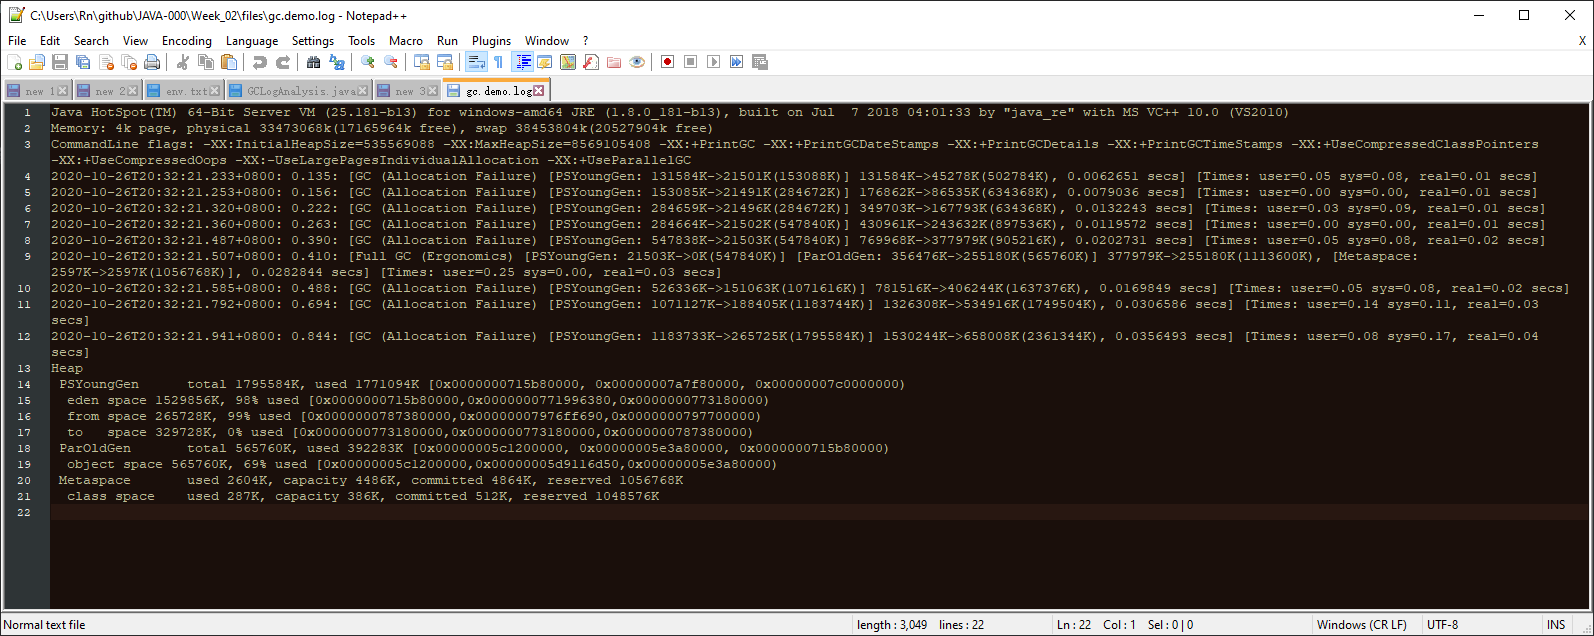 C:\Users\Rn\github\JAVA-000\Week_02\files\gc.demo.log - Notepad++
File Edit Search View Encoding Language Settings Tools Macro Run Plugins Window ? X
new 1 new 2 env.txt GCLogAnalysis.java new 3 gc.demo.log
1 Java HotSpot(TM) 64-Bit Server VM (25.181-b13) for windows-amd64 JRE (1.8.0_181-b13), built on Jul  7 2018 04:01:33 by "java_re" with MS VC++ 10.0 (VS2010)
2 Memory: 4k page, physical 33473068k(17165964k free), swap 38453804k(20527904k free)
3 CommandLine flags: -XX:InitialHeapSize=535569088 -XX:MaxHeapSize=8569105408 -XX:+PrintGC -XX:+PrintGCDateStamps -XX:+PrintGCDetails -XX:+PrintGCTimeStamps -XX:+UseCompressedClassPointers
-XX:+UseCompressedOops -XX:-UseLargePagesIndividualAllocation -XX:+UseParallelGC
4 2020-10-26T20:32:21.233+0800: 0.135: [GC (Allocation Failure) [PSYoungGen: 131584K->21501K(153088K)] 131584K->45278K(502784K), 0.0062651 secs] [Times: user=0.05 sys=0.08, real=0.01 secs]
5 2020-10-26T20:32:21.253+0800: 0.156: [GC (Allocation Failure) [PSYoungGen: 153085K->21491K(284672K)] 176862K->86535K(634368K), 0.0079036 secs] [Times: user=0.00 sys=0.00, real=0.01 secs]
6 2020-10-26T20:32:21.320+0800: 0.222: [GC (Allocation Failure) [PSYoungGen: 284659K->21496K(284672K)] 349703K->167793K(634368K), 0.0132243 secs] [Times: user=0.03 sys=0.09, real=0.01 secs]
7 2020-10-26T20:32:21.360+0800: 0.263: [GC (Allocation Failure) [PSYoungGen: 284664K->21502K(547840K)] 430961K->243632K(897536K), 0.0119572 secs] [Times: user=0.00 sys=0.00, real=0.01 secs]
8 2020-10-26T20:32:21.487+0800: 0.390: [GC (Allocation Failure) [PSYoungGen: 547838K->21503K(547840K)] 769968K->377979K(905216K), 0.0202731 secs] [Times: user=0.05 sys=0.08, real=0.02 secs]
9 2020-10-26T20:32:21.507+0800: 0.410: [Full GC (Ergonomics) [PSYoungGen: 21503K->0K(547840K)] [ParOldGen: 356476K->255180K(565760K)] 377979K->255180K(1113600K), [Metaspace:
2597K->2597K(1056768K)], 0.0282844 secs] [Times: user=0.25 sys=0.00, real=0.03 secs]
10 2020-10-26T20:32:21.585+0800: 0.488: [GC (Allocation Failure) [PSYoungGen: 526336K->151063K(1071616K)] 781516K->406244K(1637376K), 0.0169849 secs] [Times: user=0.05 sys=0.08, real=0.02 secs]
11 2020-10-26T20:32:21.792+0800: 0.694: [GC (Allocation Failure) [PSYoungGen: 1071127K->188405K(1183744K)] 1326308K->534916K(1749504K), 0.0306586 secs] [Times: user=0.14 sys=0.11, real=0.03
secs]
12 2020-10-26T20:32:21.941+0800: 0.844: [GC (Allocation Failure) [PSYoungGen: 1183733K->265725K(1795584K)] 1530244K->658008K(2361344K), 0.0356493 secs] [Times: user=0.08 sys=0.17, real=0.04
secs]
13 Heap
14  PSYoungGen      total 1795584K, used 1771094K [0x0000000715b80000, 0x00000007a7f80000, 0x00000007c0000000)
15   eden space 1529856K, 98% used [0x0000000715b80000,0x0000000771996380,0x0000000773180000)
16   from space 265728K, 99% used [0x0000000787380000,0x00000007976ff690,0x0000000797700000)
17   to   space 329728K, 0% used [0x0000000773180000,0x0000000773180000,0x0000000787380000)
18  ParOldGen       total 565760K, used 392283K [0x00000005c1200000, 0x00000005e3a80000, 0x0000000715b80000)
19   object space 565760K, 69% used [0x00000005c1200000,0x00000005d9116d50,0x00000005e3a80000)
20  Metaspace       used 2604K, capacity 4486K, committed 4864K, reserved 1056768K
21   class space    used 287K, capacity 386K, committed 512K, reserved 1048576K
22
Normal text file length : 3,049 lines : 22 Ln : 22 Col : 1 Sel : 0 | 0 Windows (CR LF) UTF-8 INS